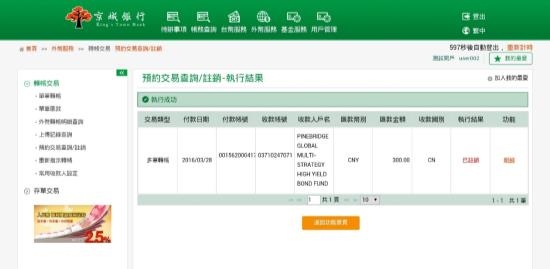 京城銀行
King's Town Bank
待辦事項 帳務查詢 台幣服務 外幣服務 基金服務 用戶管理
登出
繁中
首頁 >> 外幣服務 >> 轉帳交易 預約交易查詢/註銷
597秒後自動登出，重新計時
測試用戶 user002
我的最愛
轉帳交易
單筆轉帳
單筆匯款
外幣轉帳明細查詢
上傳記錄查詢
預約交易查詢/註銷
常用收款人設定
存單交易
2.5%
預約交易查詢/註銷-執行結果
加入我的最愛
執行成功
交易類型 付款日期 付款帳號 收款帳號 收款人戶名 匯款幣別 匯款金額 收款國別 執行結果 功能
多筆轉帳 2016/03/28 001562000417 03710247071 PINEBRIDGE GLOBAL MULTI-STRATEGY HIGH YIELD BOND FUND CNY 300.00 CN 已註銷
1 共1頁 10
1 - 1 共1筆
返回功能首頁